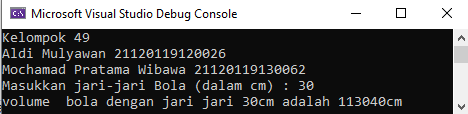 Microsoft Visual Studio Debug Console
Kelompok 49
Aldi Mulyawan 21120119120026
Mochamad Pratama Wibawa 21120119130062
Masukkan jari-jari Bola (dalam cm) : 30
volume  bola dengan jari jari 30cm adalah 113040cm